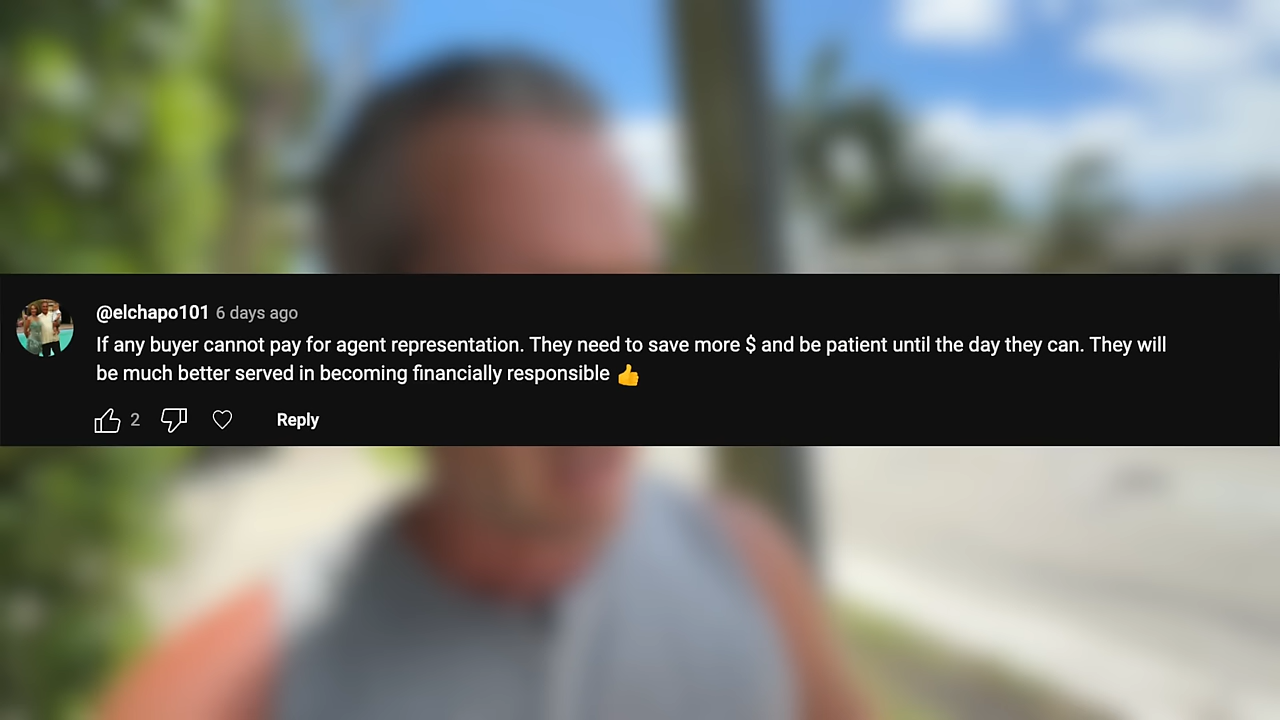 @elchapo101 6 days ago
If any buyer cannot pay for agent representation. They need to save more $ and be patient until the day they can. They will
be much better served in becoming financially responsible 👍
2 Reply